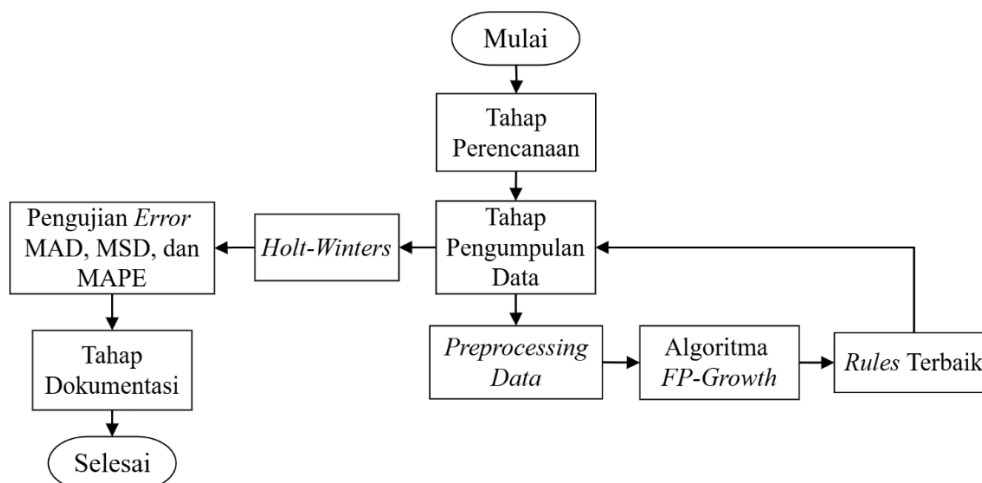 Mulai
Tahap
Perencanaan
Pengujian Error
MAD, MSD, dan
MAPE
Holt-Winters
Tahap
Pengumpulan
Data
Tahap
Dokumentasi
Preprocessing
Data
Algoritma
FP-Growth
Rules Terbaik
Selesai